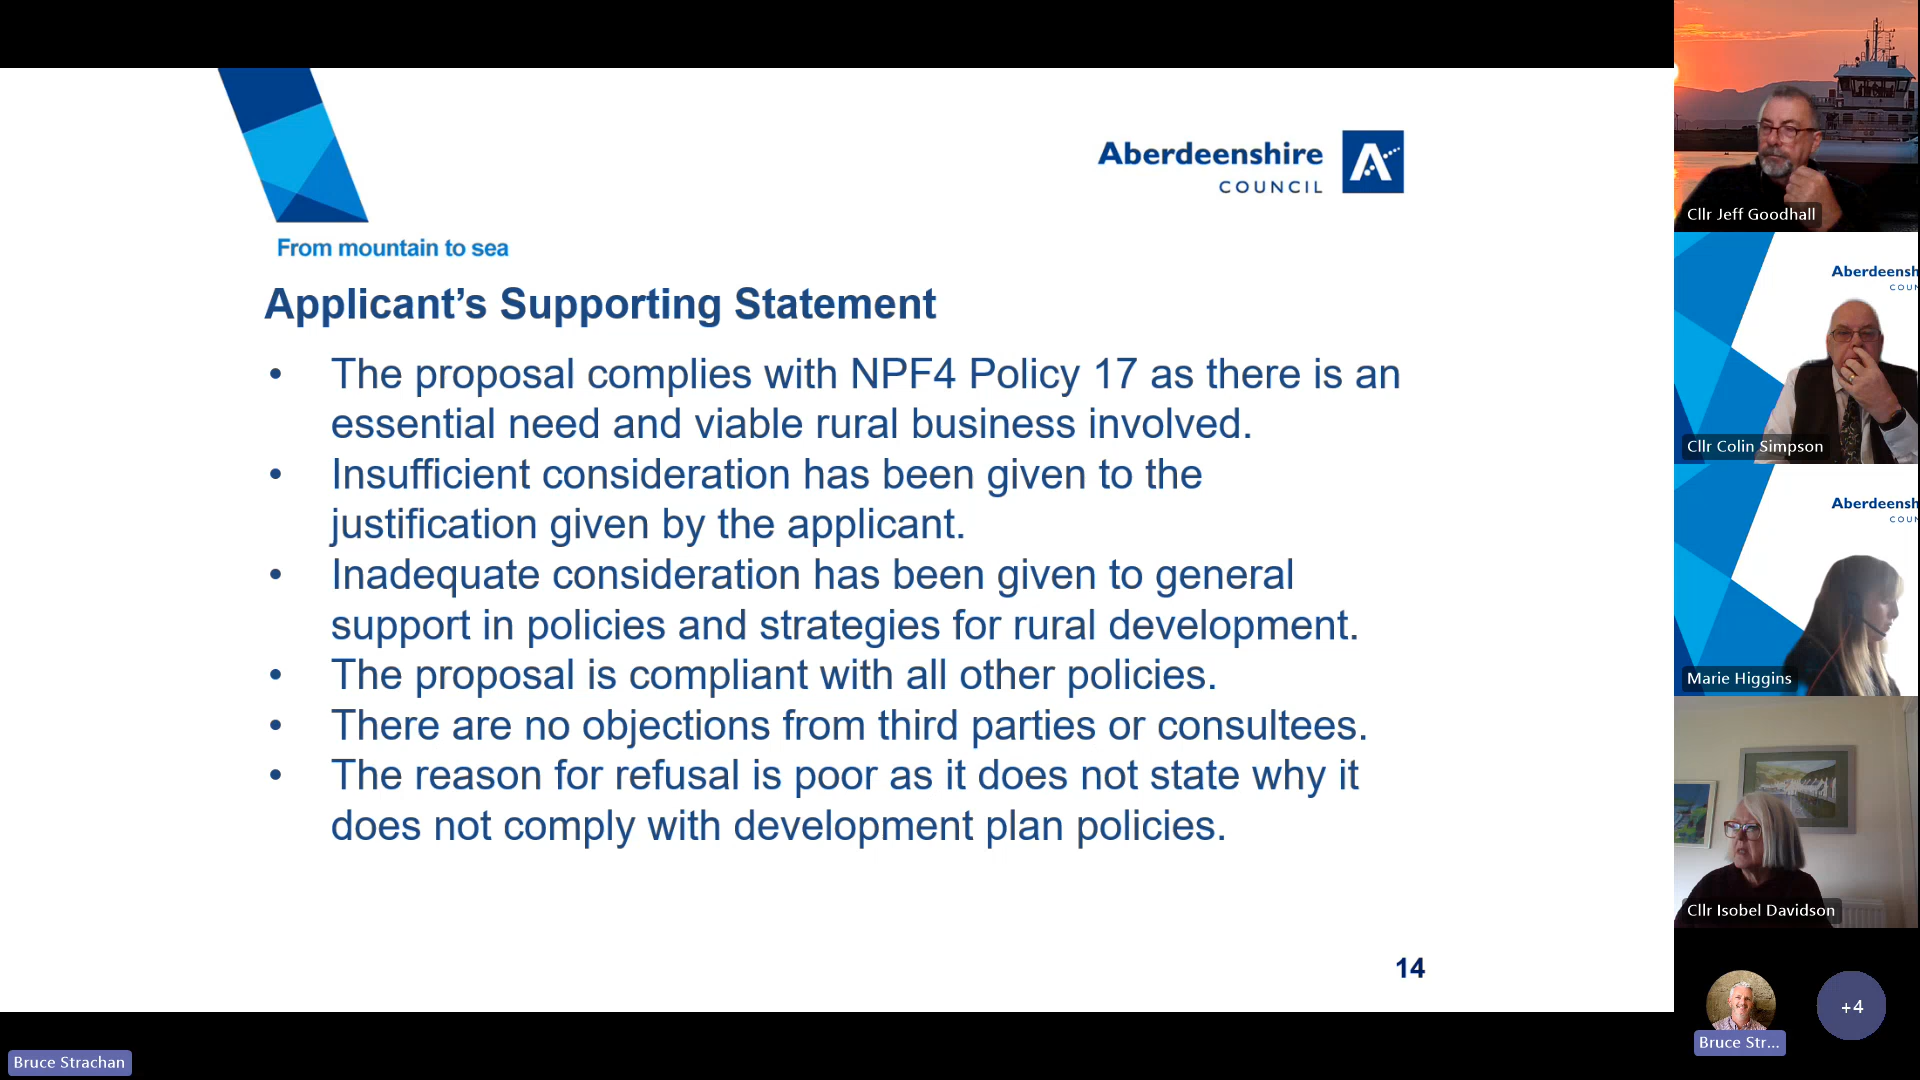 Aberdeenshire
COUNCIL
From mountain to sea
Applicant’s Supporting Statement
• The proposal complies with NPF4 Policy 17 as there is an
essential need and viable rural business involved.
• Insufficient consideration has been given to the
justification given by the applicant.
• Inadequate consideration has been given to general
support in policies and strategies for rural development.
• The proposal is compliant with all other policies.
• There are no objections from third parties or consultees.
• The reason for refusal is poor as it does not state why it
does not comply with development plan policies.
14
Cllr Jeff Goodhall
Aberdeensh
COUN
Cllr Colin Simpson
Aberdeensh
COUN
Marie Higgins
Cllr Isobel Davidson
+4
Bruce Str...
Bruce Strachan